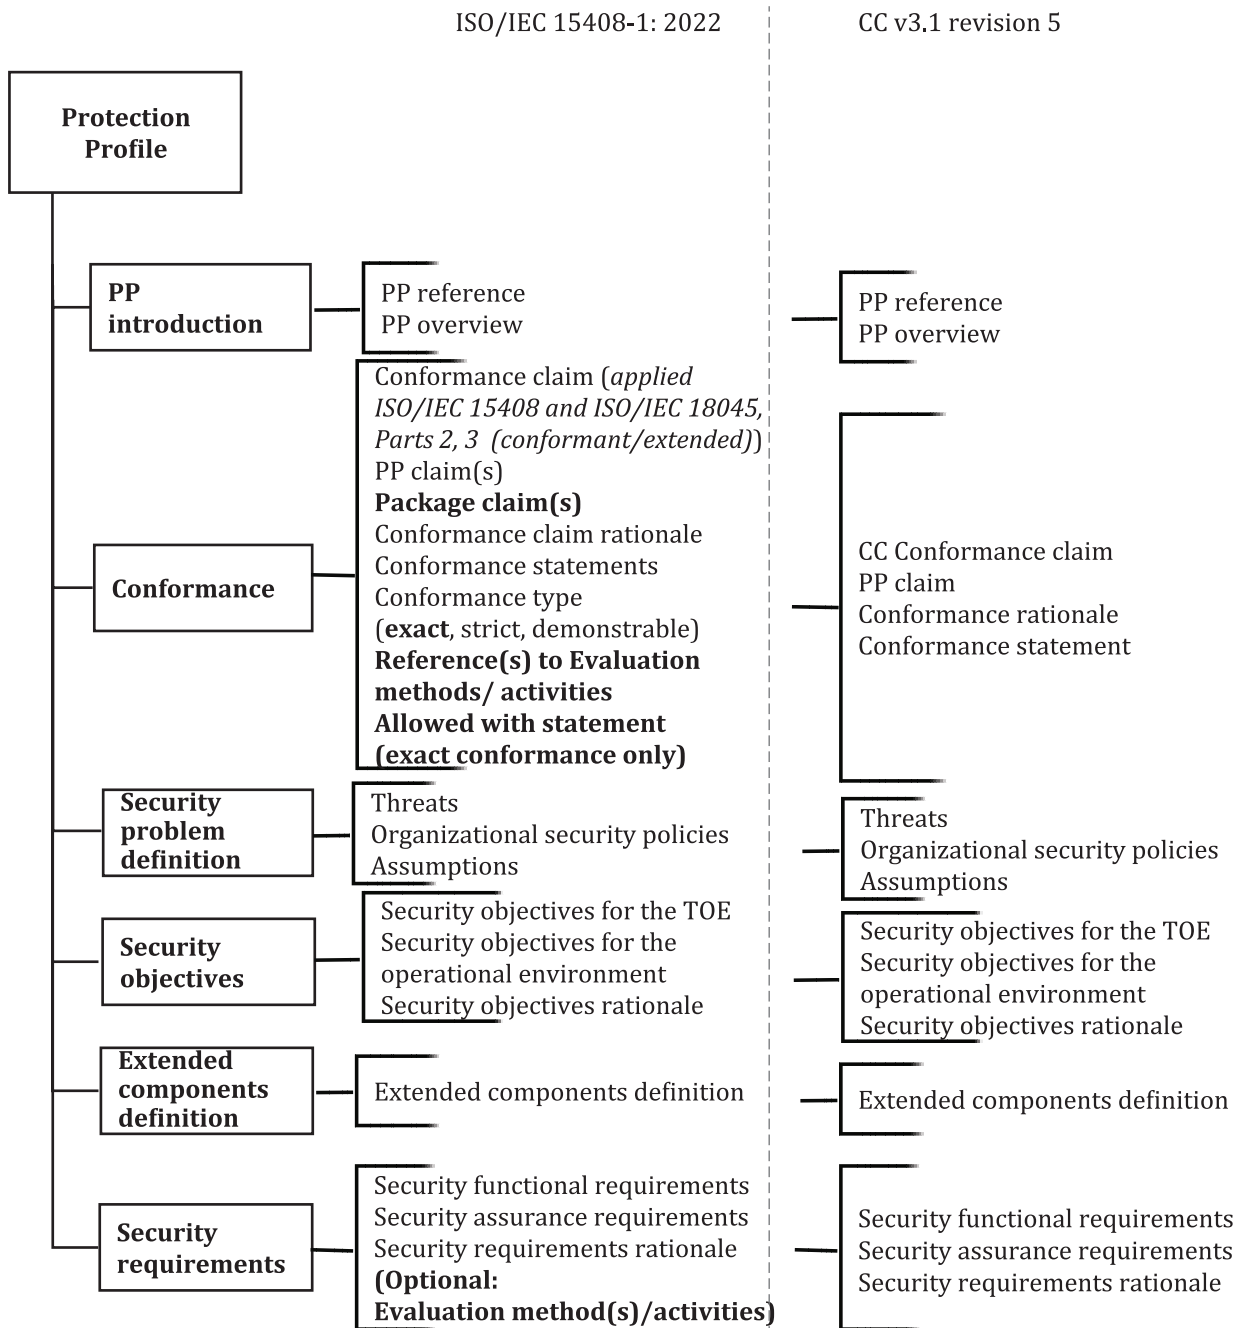 ISO/IEC 15408-1: 2022
CC v3.1 revision 5
Protection
Profile
PP
introduction
PP reference
PP overview
PP reference
PP overview
Conformance
Conformance claim (applied
ISO/IEC 15408 and ISO/IEC 18045,
Parts 2, 3 (conformant/extended))
PP claim(s)
Package claim(s)
Conformance claim rationale
Conformance statements
Conformance type
(exact, strict, demonstrable)
Reference(s) to Evaluation
methods/ activities
Allowed with statement
(exact conformance only)
CC Conformance claim
PP claim
Conformance rationale
Conformance statement
Security
problem
definition
Threats
Organizational security policies
Assumptions
Threats
Organizational security policies
Assumptions
Security
objectives
Security objectives for the TOE
Security objectives for the
operational environment
Security objectives rationale
Security objectives for the TOE
Security objectives for the
operational environment
Security objectives rationale
Extended
components
definition
Extended components definition
Extended components definition
Security
requirements
Security functional requirements
Security assurance requirements
Security requirements rationale
(Optional:
Evaluation method(s)/activities)
Security functional requirements
Security assurance requirements
Security requirements rationale